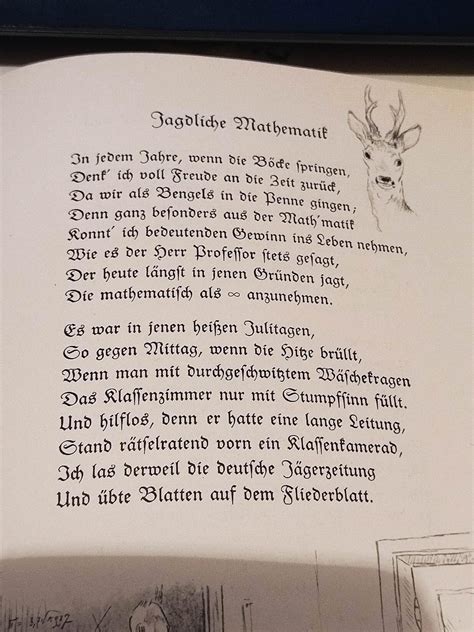 Jagdliche Mathematik
In jedem Jahre, wenn die Böcke springen,
Denk' ich voll Freude an die Zeit zurück,
Da wir als Bengels in die Penne gingen;
Denn ganz besonders aus der Math'matik
Konnt' ich bedeutenden Gewinn ins Leben nehmen,
Wie es der Herr Professor stets gesagt,
Der heute längst in jenen Gründen jagt,
Die mathematisch als ∞ anzunehmen.
Es war in jenen heißen Julitagen,
So gegen Mittag, wenn die Hitze brüllt,
Wenn man mit durchgeschwitztem Wäschekragen
Das Klassenzimmer nur mit Stumpfsinn füllt.
Und hilflos, denn er hatte eine lange Leitung,
Stand rätselratend vorn ein Klassenkamerad,
Ich las derweil die deutsche Jägerzeitung
Und übte Blatten auf dem Fliederblatt.